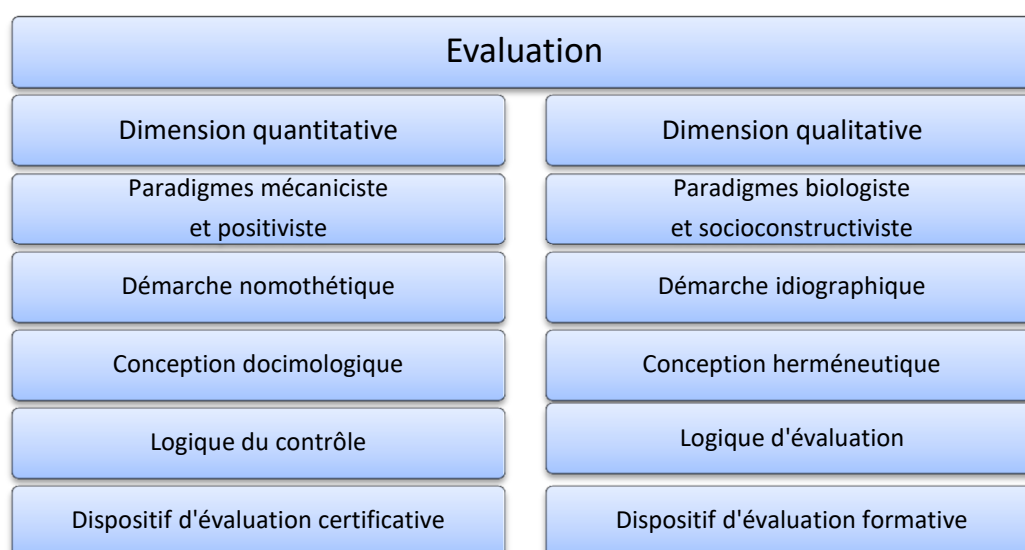 Evaluation
Dimension quantitative
Dimension qualitative
Paradigmes mécaniciste
et positiviste
Paradigmes biologiste
et socioconstructiviste
Démarche nomothétique
Démarche idiographique
Conception docimologique
Conception herméneutique
Logique du contrôle
Logique d'évaluation
Dispositif d'évaluation certificative
Dispositif d'évaluation formative